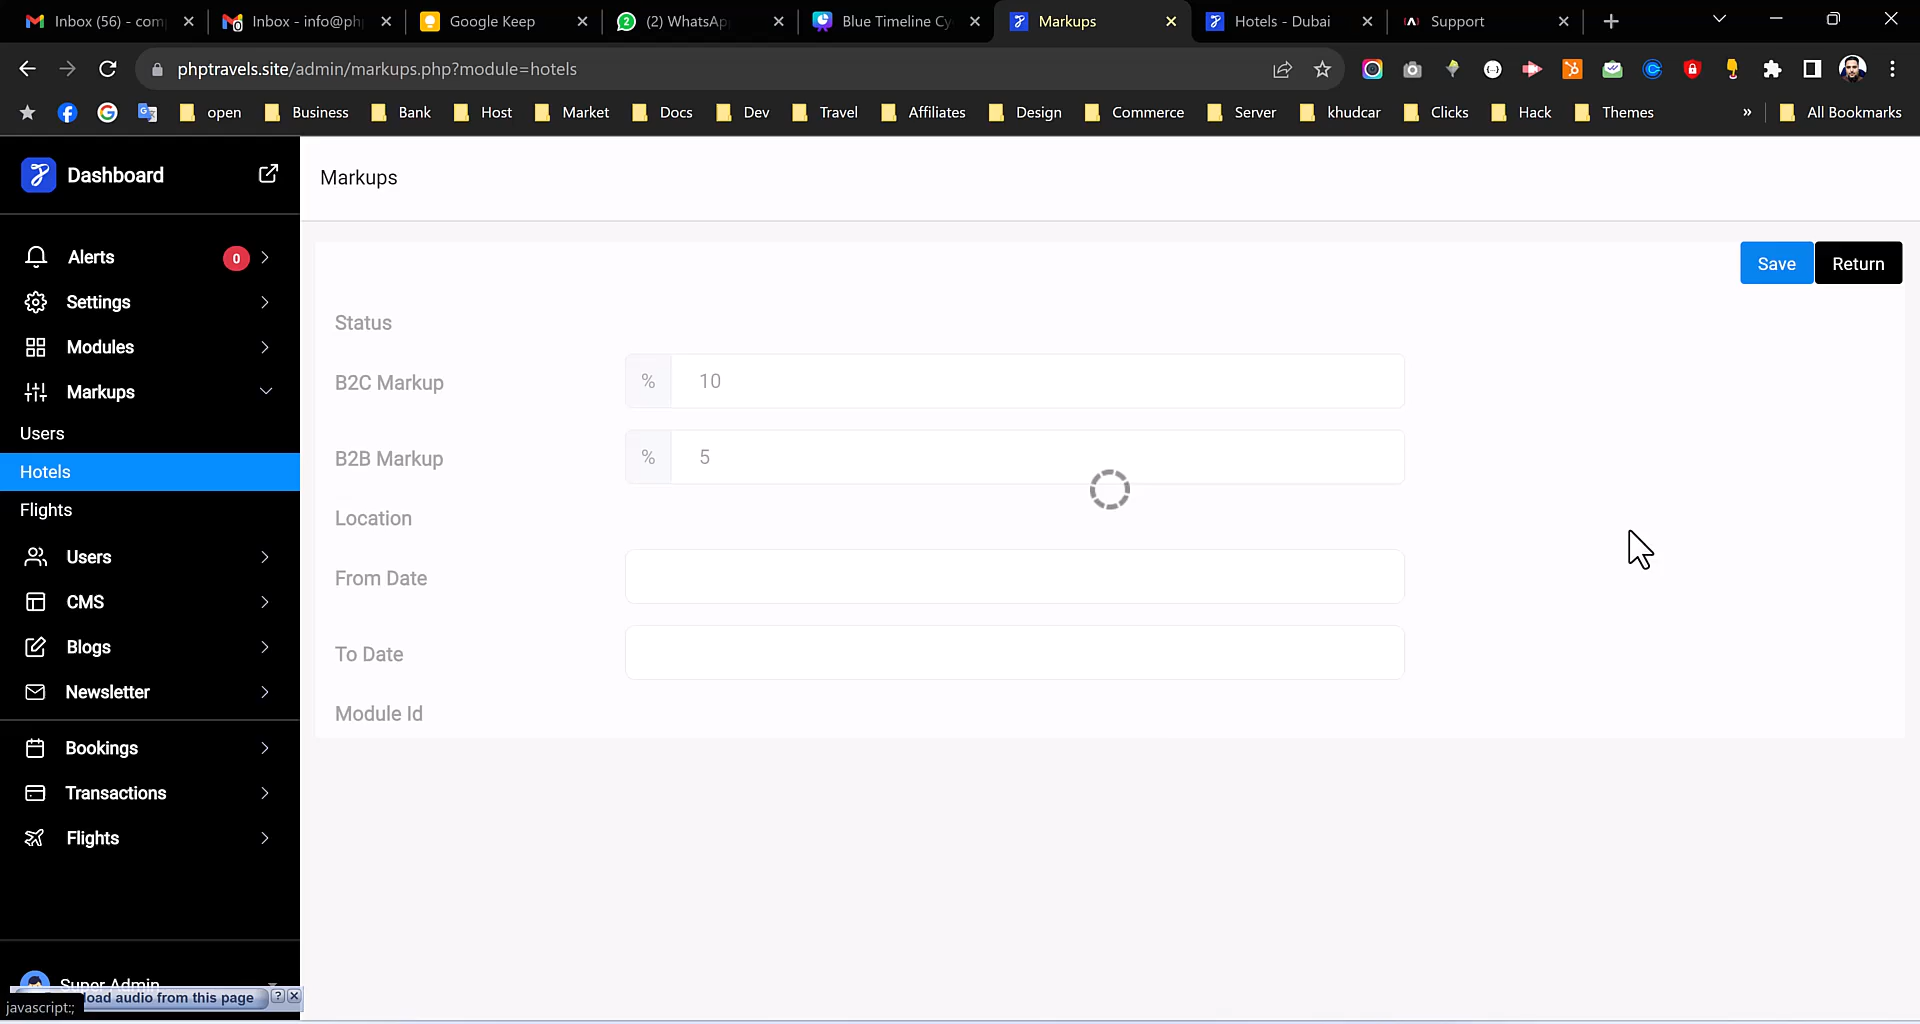 Inbox (56) - com
Inbox - info@ph
Google Keep
(2) WhatsAp
Blue Timeline Cy
Markups
Hotels - Dubai
Support
phptravels.site/admin/markups.php?module=hotels
open
Business
Bank
Host
Market
Docs
Dev
Travel
Affiliates
Design
Commerce
Server
khudcar
Clicks
Hack
Themes
»
All Bookmarks
Dashboard
Markups
Alerts
0
Settings
Modules
Markups
Users
Hotels
Flights
Users
CMS
Blogs
Newsletter
Bookings
Transactions
Flights
Super Admin
load audio from this page
?
javascript:;
Save
Return
Status
B2C Markup
% 10
B2B Markup
% 5
Location
From Date
To Date
Module Id